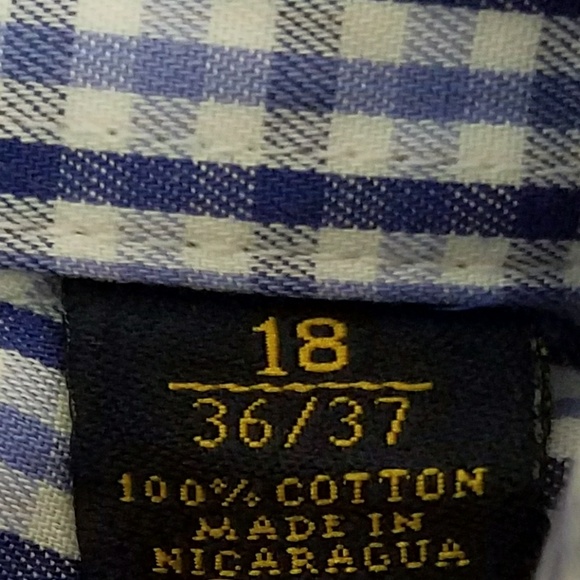 18
36/37
100% COTTON
MADE IN
NICARAGUA